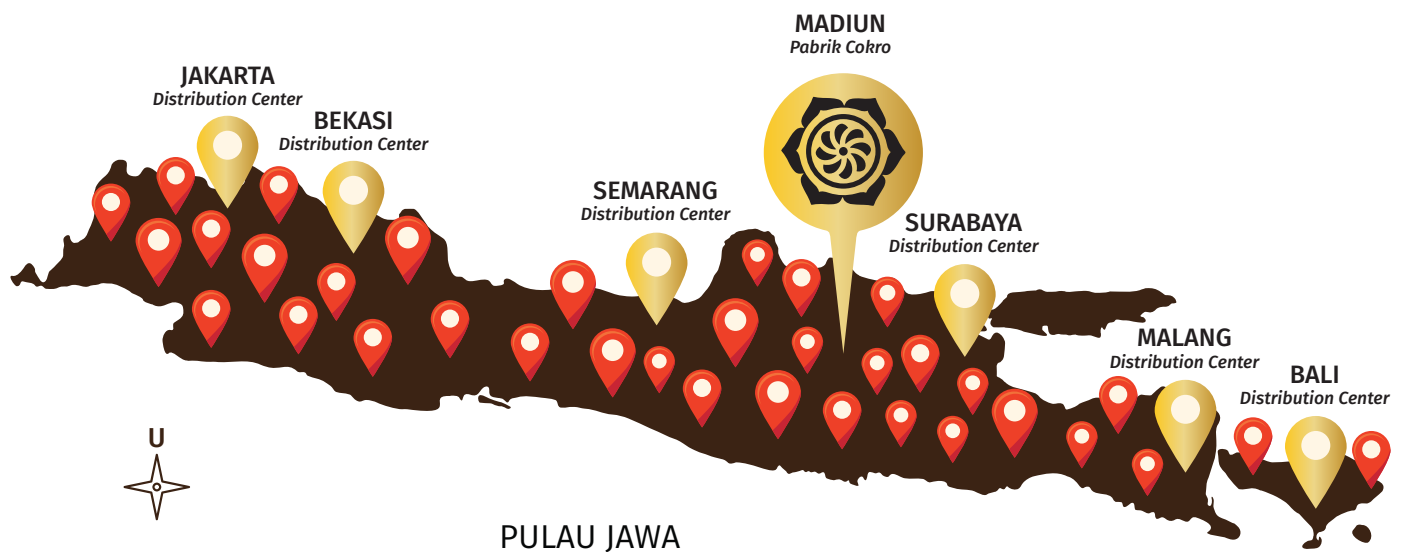 MADIUN
Pabrik Cokro
JAKARTA
Distribution Center
BEKASI
Distribution Center
SEMARANG
Distribution Center
SURABAYA
Distribution Center
MALANG
Distribution Center
BALI
Distribution Center
U
PULAU JAWA